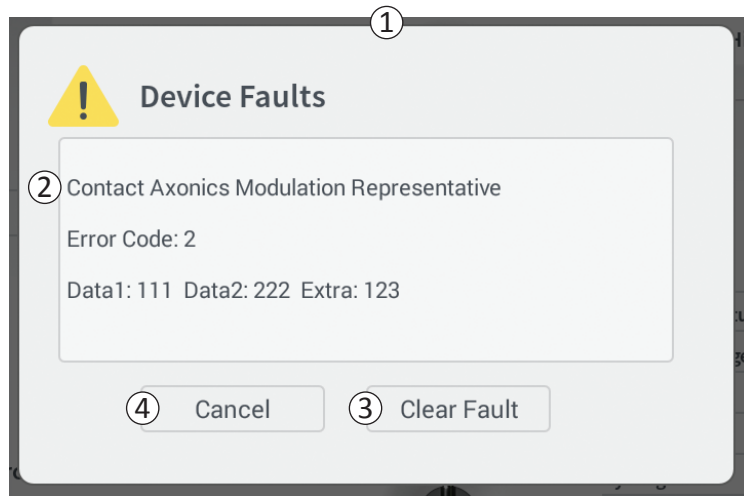 ①
Device Faults
② Contact Axonics Modulation Representative
Error Code: 2
Data1: 111 Data2: 222 Extra: 123
④ Cancel ③ Clear Fault